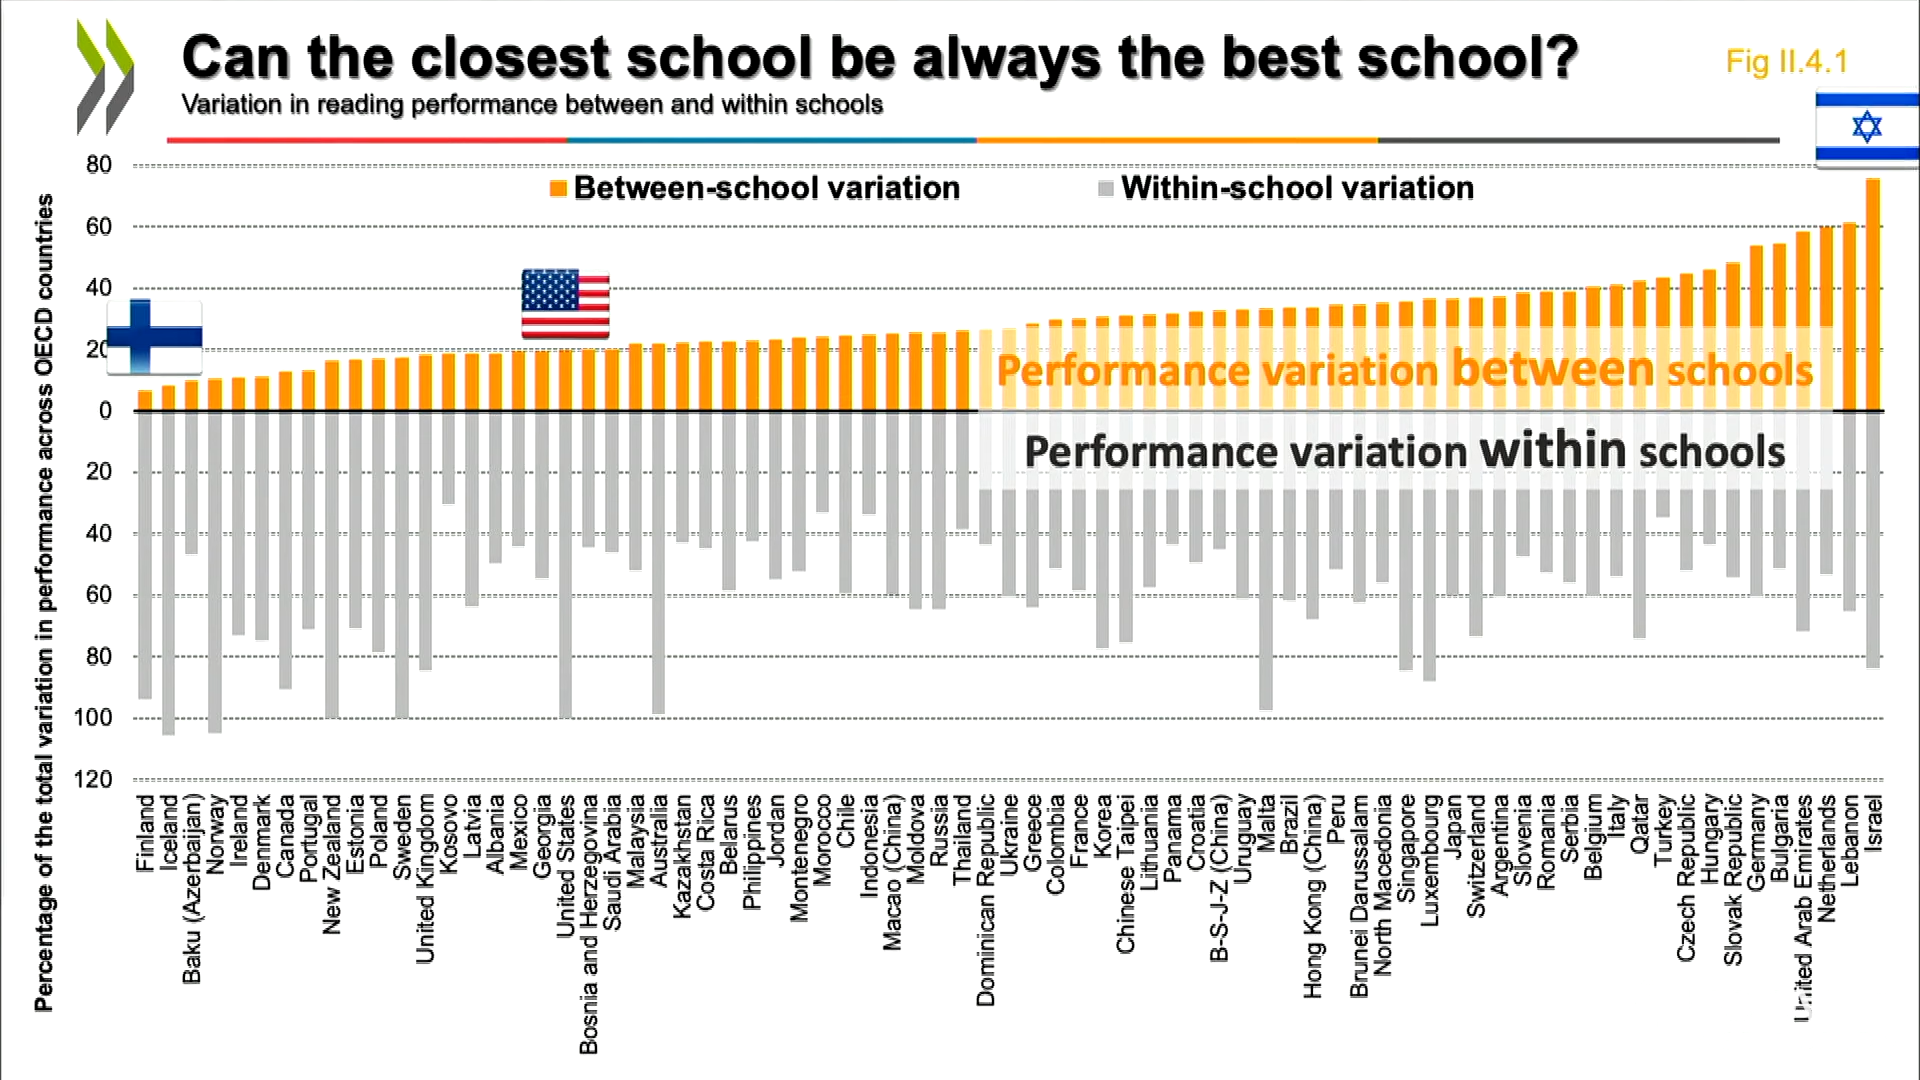 Can the closest school be always the best school?
Fig II.4.1
Variation in reading performance between and within schools
Percentage of the total variation in performance across OECD countries
80
60
40
20
0
20
40
60
80
100
120
Between-school variation
Within-school variation
Performance variation between schools
Performance variation within schools
Finland
Iceland
Baku (Azerbaijan)
Norway
Ireland
Denmark
Canada
Portugal
New Zealand
Estonia
Poland
Sweden
United Kingdom
Kosovo
Latvia
Albania
Mexico
Georgia
United States
Bosnia and Herzegovina
Saudi Arabia
Malaysia
Australia
Kazakhstan
Costa Rica
Belarus
Philippines
Jordan
Montenegro
Morocco
Chile
Indonesia
Macao (China)
Moldova
Russia
Thailand
Dominican Republic
Ukraine
Greece
Colombia
France
Korea
Chinese Taipei
Lithuania
Panama
Croatia
B-S-J-Z (China)
Uruguay
Malta
Brazil
Hong Kong (China)
Peru
Brunei Darussalam
North Macedonia
Singapore
Luxembourg
Japan
Switzerland
Argentina
Slovenia
Romania
Serbia
Belgium
Italy
Qatar
Turkey
Czech Republic
Hungary
Slovak Republic
Germany
Bulgaria
United Arab Emirates
Netherlands
Lebanon
Israel